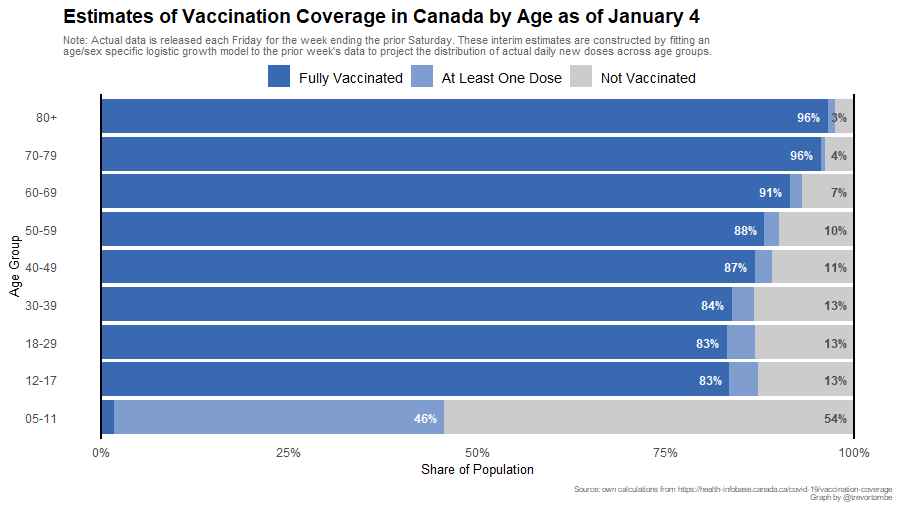 Estimates of Vaccination Coverage in Canada by Age as of January 4
Note: Actual data is released each Friday for the week ending the prior Saturday. These interim estimates are constructed by fitting an
age/sex specific logistic growth model to the prior week's data to project the distribution of actual daily new doses across age groups.
Fully Vaccinated At Least One Dose Not Vaccinated
80+ 96% 3%
70-79 96% 4%
60-69 91% 7%
50-59 88% 10%
Age Group
40-49 87% 11%
30-39 84% 13%
18-29 83% 13%
12-17 83% 13%
05-11 46% 54%
0% 25% 50% 75% 100%
Share of Population
Source: own calculations from https://health-infobase.canada.ca/covid-19/vaccination-coverage
Graph by @trevortombe